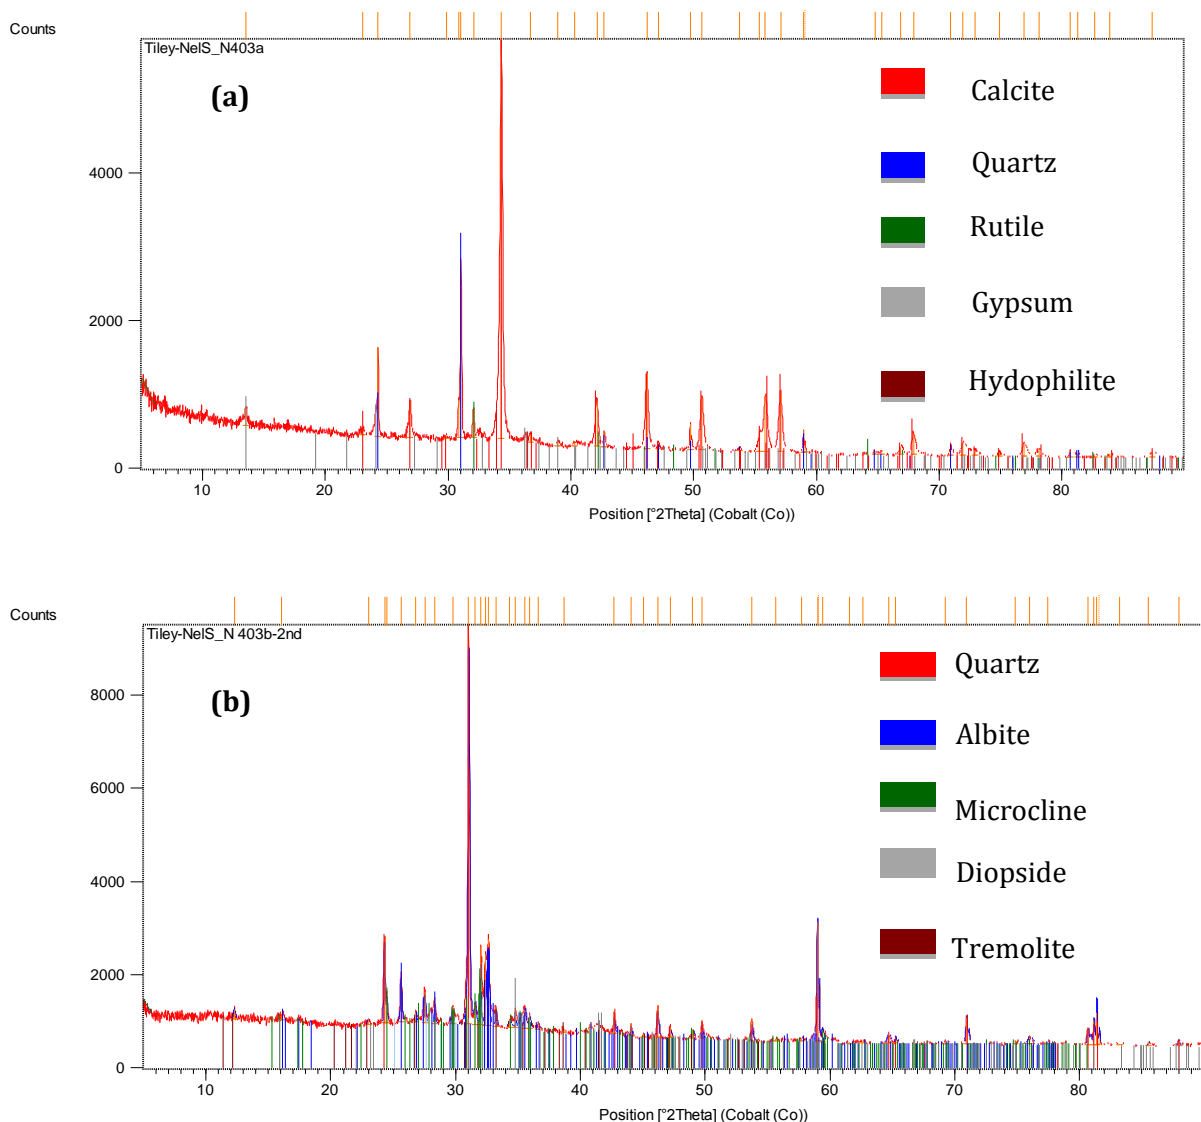 Counts
Tiley-NelS_N403a
(a)
Calcite
Quartz
Rutile
Gypsum
Hydophilite
4000
2000
0
10 20 30 40 50 60 70 80
Position [°2Theta] (Cobalt (Co))
Counts
Tiley-NelS_N 403b-2nd
(b)
Quartz
Albite
Microcline
Diopside
Tremolite
8000
6000
4000
2000
0
10 20 30 40 50 60 70 80
Position [°2Theta] (Cobalt (Co))